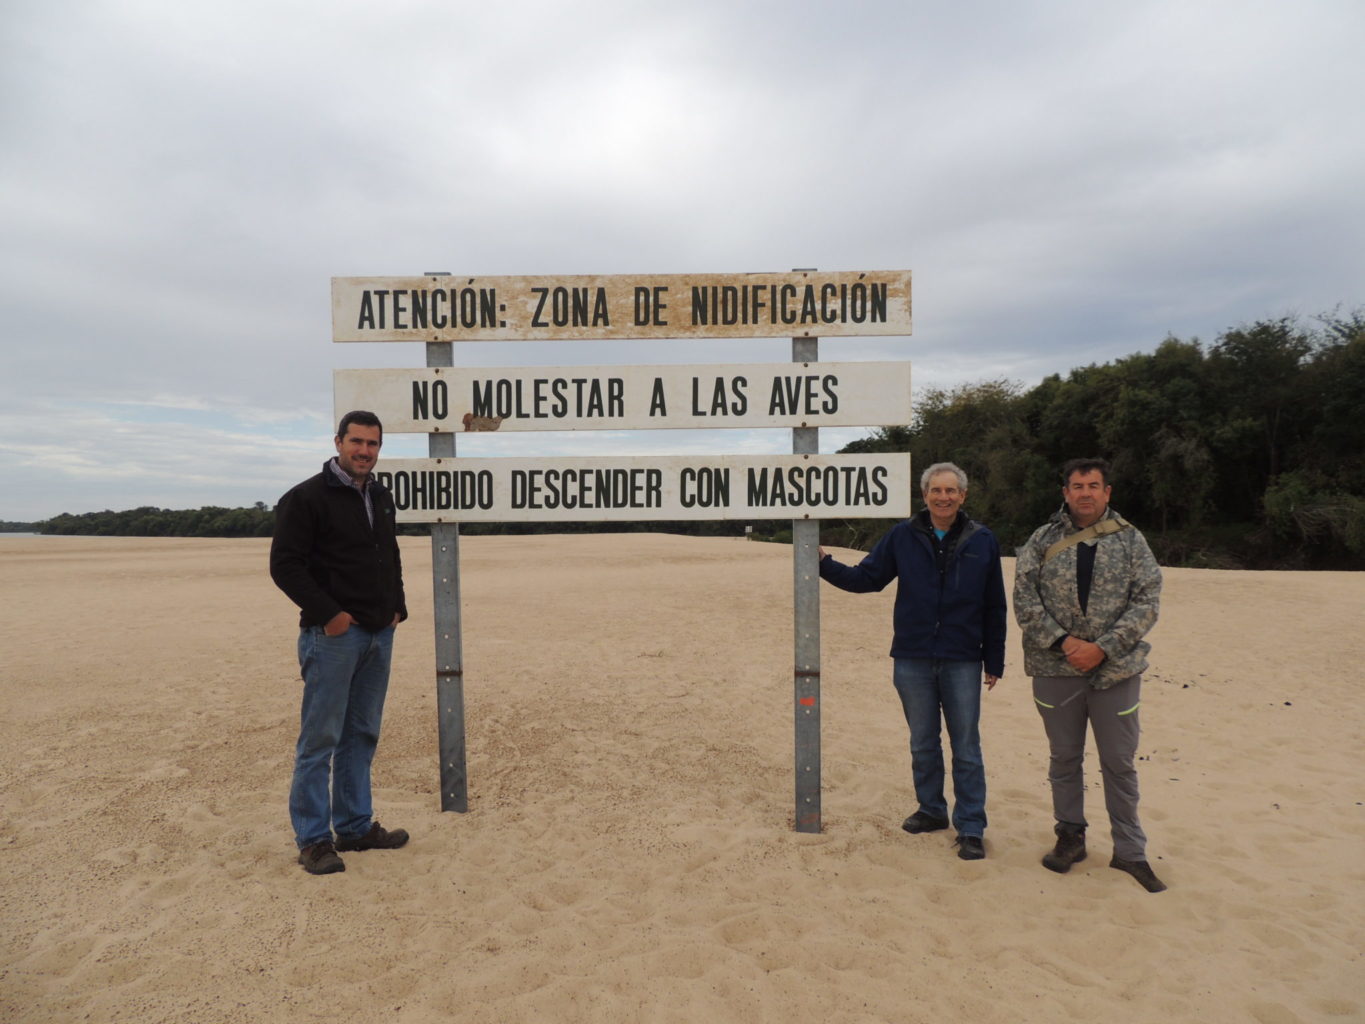 ATENCIÓN: ZONA DE NIDIFICACIÓN
NO MOLESTAR A LAS AVES
ROHIBIDO DESCENDER CON MASCOTAS